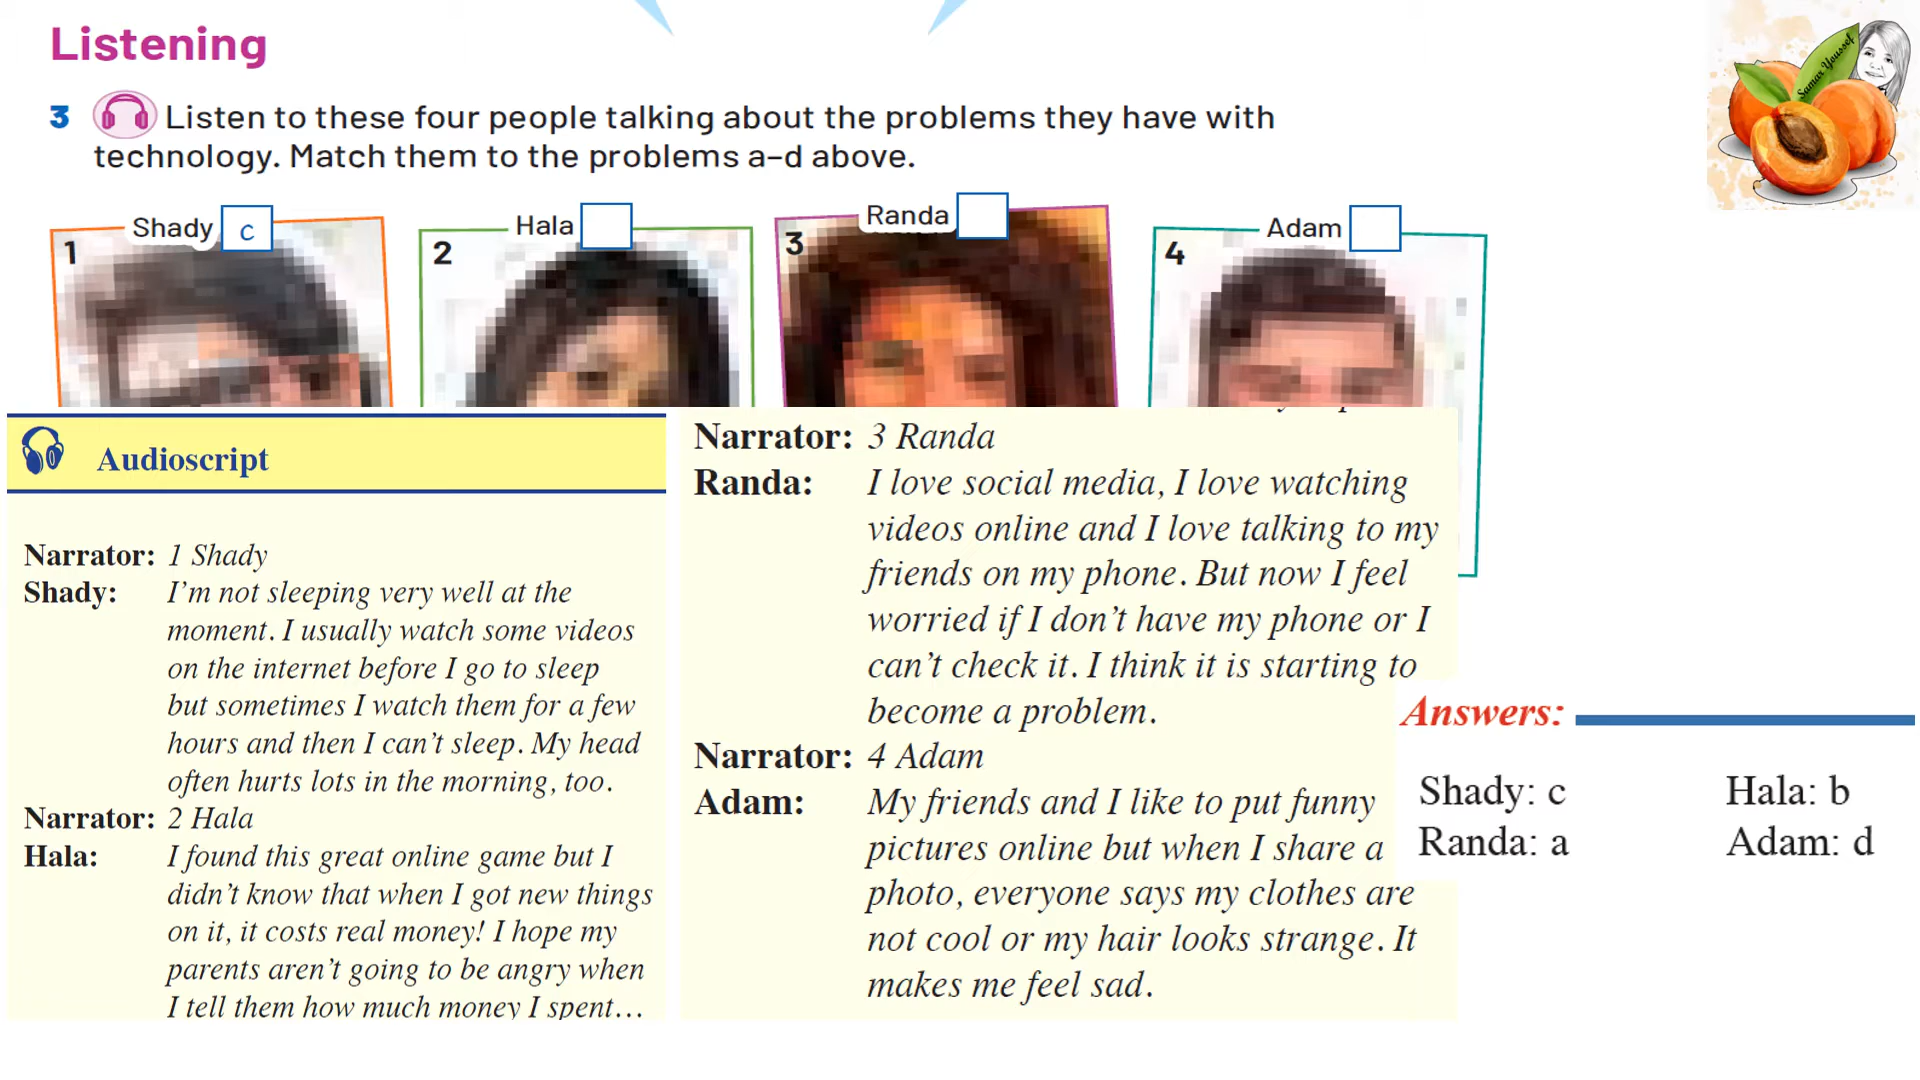 Listening
3 Listen to these four people talking about the problems they have with
technology. Match them to the problems a–d above.
Samar Youssef
1 Shady c
2 Hala
3 Randa
4 Adam
Audioscript
Narrator: 1 Shady
Shady: I'm not sleeping very well at the
moment. I usually watch some videos
on the internet before I go to sleep
but sometimes I watch them for a few
hours and then I can't sleep. My head
often hurts lots in the morning, too.
Narrator: 2 Hala
Hala: I found this great online game but I
didn't know that when I got new things
on it, it costs real money! I hope my
parents aren't going to be angry when
I tell them how much money I spent…
Narrator: 3 Randa
Randa: I love social media, I love watching
videos online and I love talking to my
friends on my phone. But now I feel
worried if I don't have my phone or I
can't check it. I think it is starting to
become a problem.
Narrator: 4 Adam
Adam: My friends and I like to put funny
pictures online but when I share a
photo, everyone says my clothes are
not cool or my hair looks strange. It
makes me feel sad.
Answers:
Shady: c Hala: b
Randa: a Adam: d